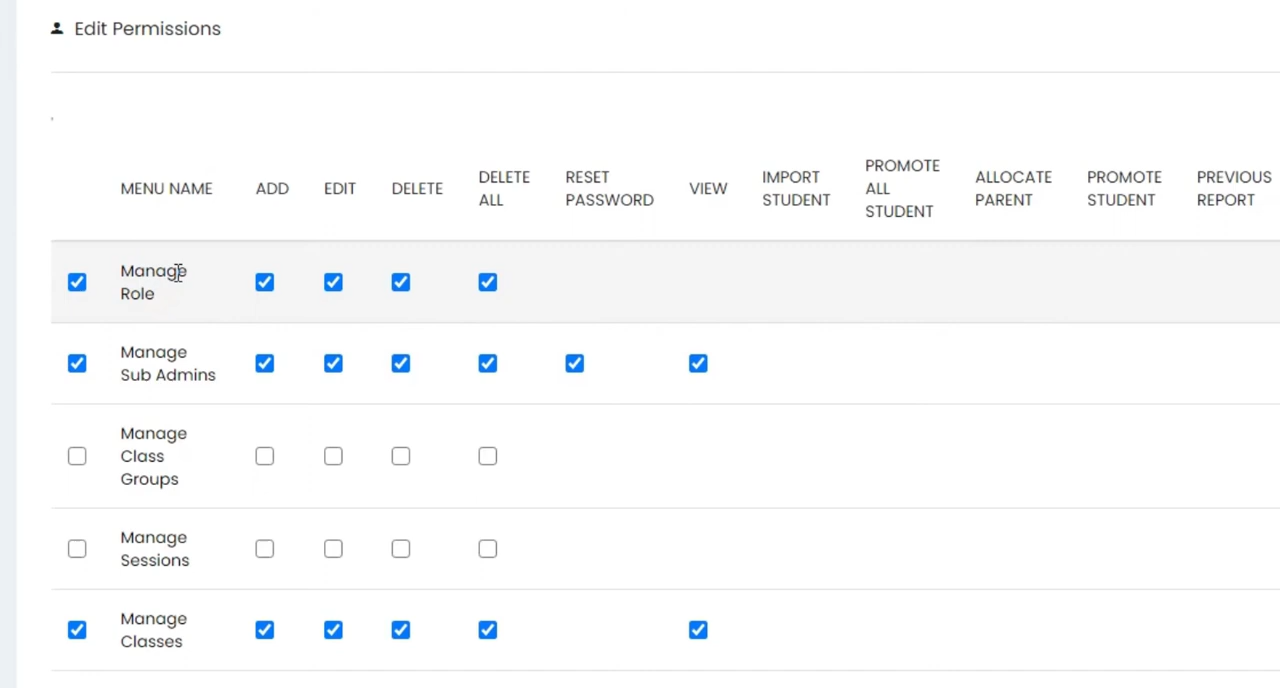 Edit Permissions
MENU NAME ADD EDIT DELETE DELETE ALL RESET PASSWORD VIEW IMPORT STUDENT PROMOTE ALL STUDENT ALLOCATE PARENT PROMOTE STUDENT PREVIOUS REPORT
Manage
Role
Manage
Sub Admins
Manage
Class
Groups
Manage
Sessions
Manage
Classes